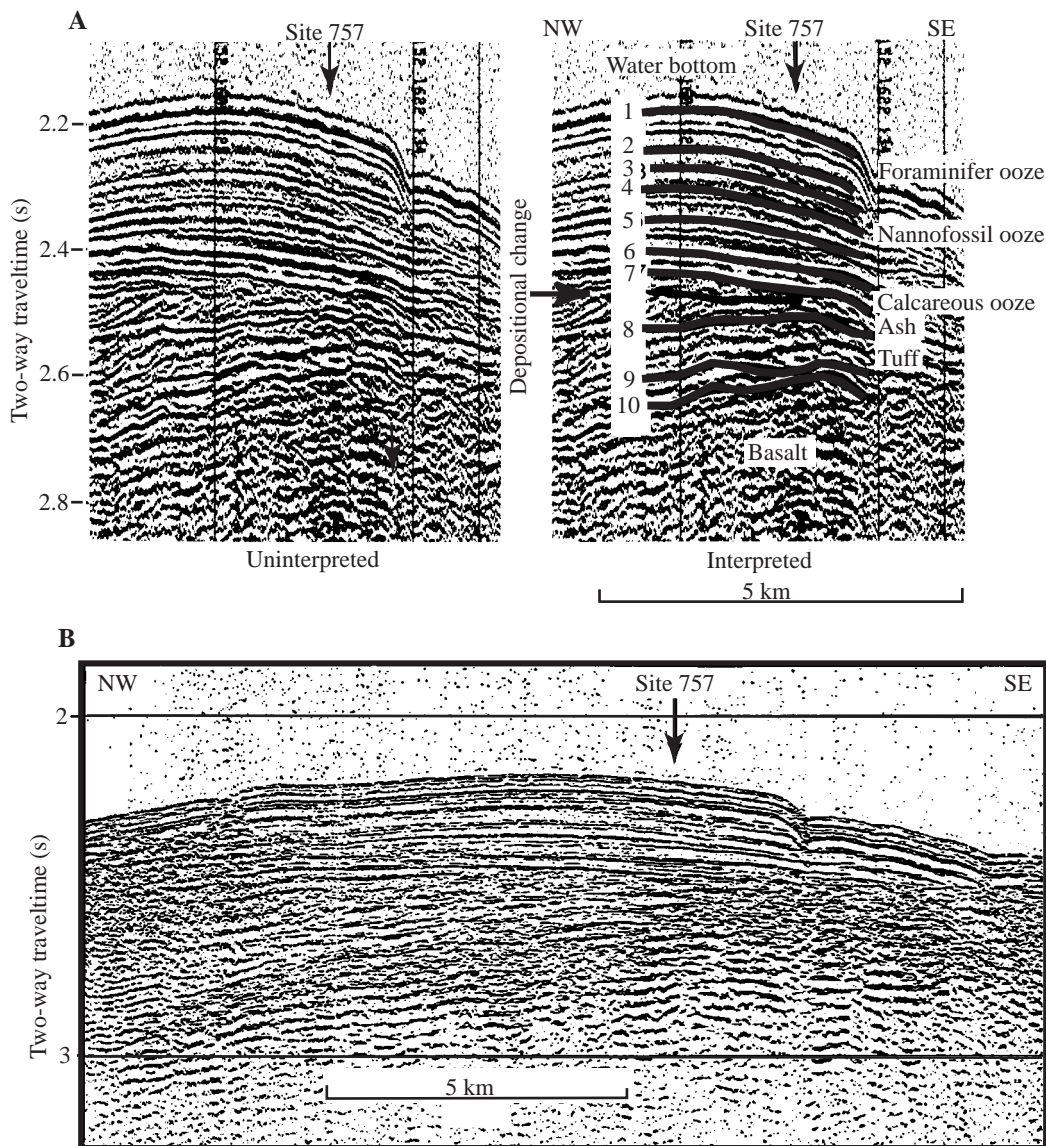 A
Site 757
NW
Site 757
SE
Water bottom
1
2
3
4
5
6
7
8
9
10
Foraminifer ooze
Nannofossil ooze
Calcareous ooze
Ash
Tuff
Basalt
2.2
2.4
2.6
2.8
Two-way traveltime (s)
Depositional change
Uninterpreted
Interpreted
5 km
B
NW
Site 757
SE
2
3
Two-way traveltime (s)
5 km